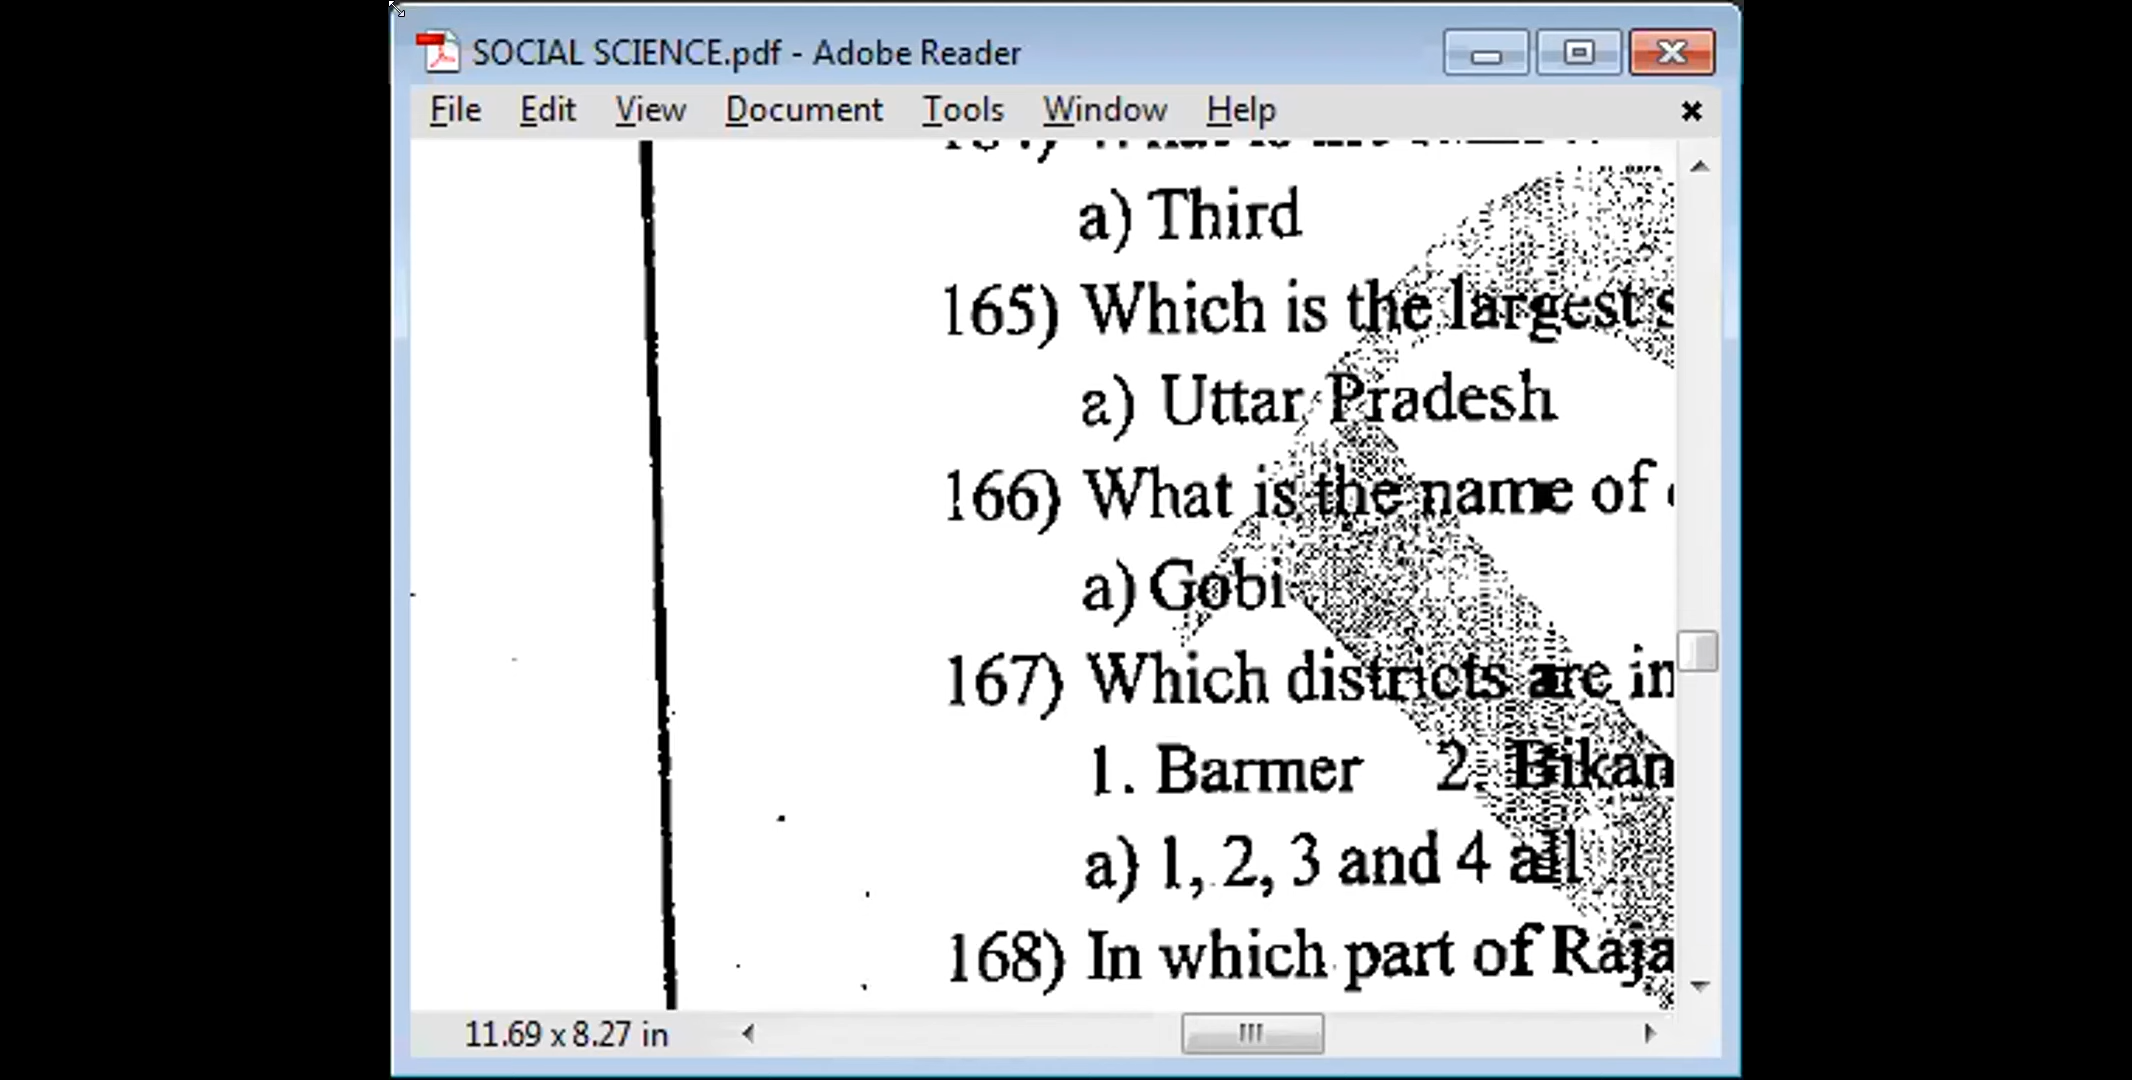 SOCIAL SCIENCE.pdf - Adobe Reader
File Edit View Document Tools Window Help
a) Third
165) Which is the largest s
a) Uttar Pradesh
166) What is the name of
a) Gobi
167) Which districts are in
1. Barmer 2. Bikan
a) 1, 2, 3 and 4 all
168) In which part of Raja
11.69 x 8.27 in